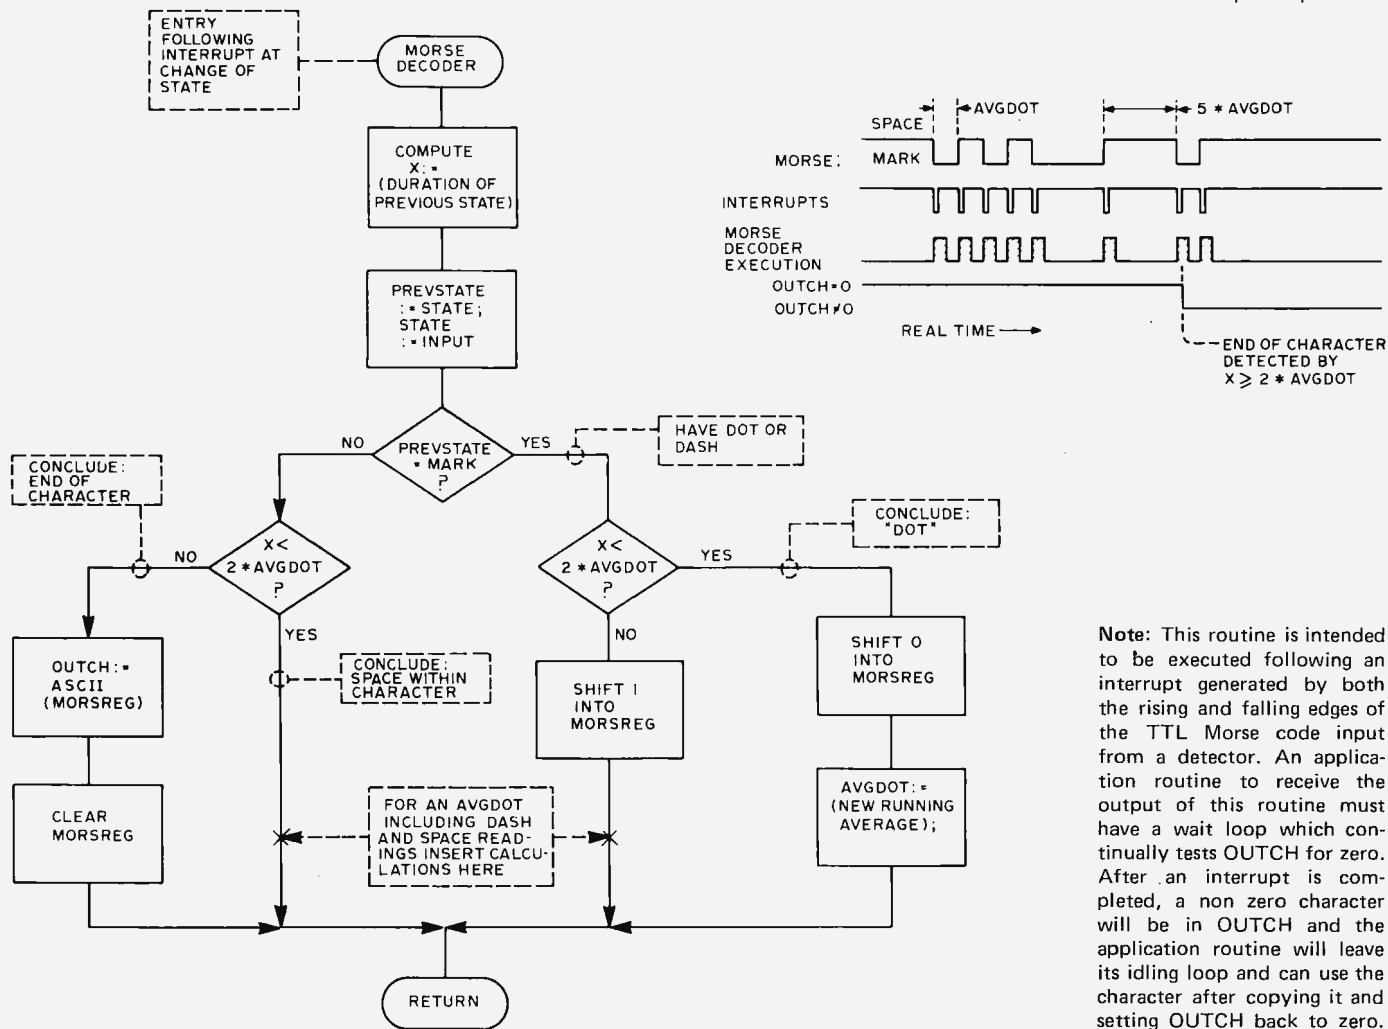 ENTRY
FOLLOWING
INTERRUPT AT
CHANGE OF
STATE
MORSE
DECODER
COMPUTE
X:=
(DURATION OF
PREVIOUS STATE)
PREVSTATE
:= STATE;
STATE
:= INPUT
PREVSTATE
= MARK
?
NO
YES
HAVE DOT OR
DASH
CONCLUDE:
END OF
CHARACTER
X<
2 * AVGDOT
?
NO
YES
CONCLUDE:
SPACE WITHIN
CHARACTER
OUTCH:=
ASCII
(MORSREG)
CLEAR
MORSREG
X<
2 * AVGDOT
?
YES
NO
CONCLUDE:
"DOT"
SHIFT 1
INTO
MORSREG
SHIFT 0
INTO
MORSREG
AVGDOT:=
(NEW RUNNING
AVERAGE);
FOR AN AVGDOT
INCLUDING DASH
AND SPACE READ-
INGS INSERT CALCU-
LATIONS HERE
RETURN
AVGDOT
5 * AVGDOT
SPACE
MORSE:
MARK
INTERRUPTS
MORSE
DECODER
EXECUTION
OUTCH=0
OUTCH≠0
REAL TIME
END OF CHARACTER
DETECTED BY
X ≥ 2 * AVGDOT
Note: This routine is intended
to be executed following an
interrupt generated by both
the rising and falling edges of
the TTL Morse code input
from a detector. An applica-
tion routine to receive the
output of this routine must
have a wait loop which con-
tinually tests OUTCH for zero.
After an interrupt is com-
pleted, a non zero character
will be in OUTCH and the
application routine will leave
its idling loop and can use the
character after copying it and
setting OUTCH back to zero.